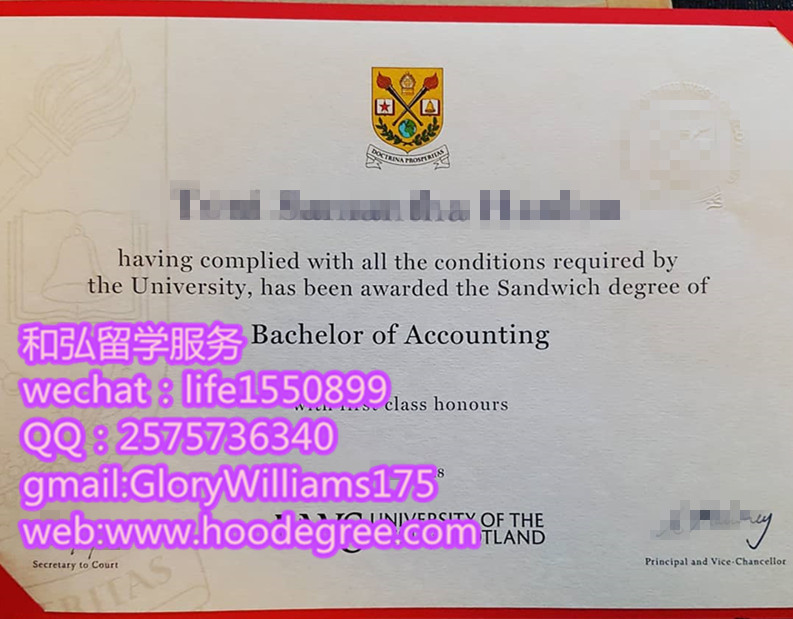 DOCTRINA PROSPERITAS
having complied with all the conditions required by
the University, has been awarded the Sandwich degree of
Bachelor of Accounting
和弘留学服务
wechat：life1550899
class honours
QQ：2575736340
8
gmail:GloryWilliams175
UNIVERSITY OF THE
web:www.hoodegree.com
Secretary to Court
Principal and Vice-Chancellor